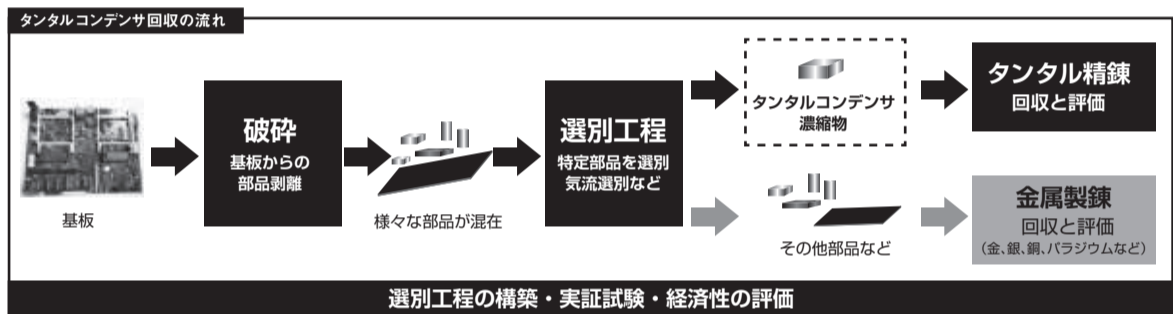 タンタルコンデンサ回収の流れ
基板
破砕
基板からの
部品剥離
様々な部品が混在
選別工程
特定部品を選別
気流選別など
タンタルコンデンサ
濃縮物
タンタル精錬
回収と評価
その他部品など
金属製錬
回収と評価
（金、銀、銅、パラジウムなど）
選別工程の構築・実証試験・経済性の評価